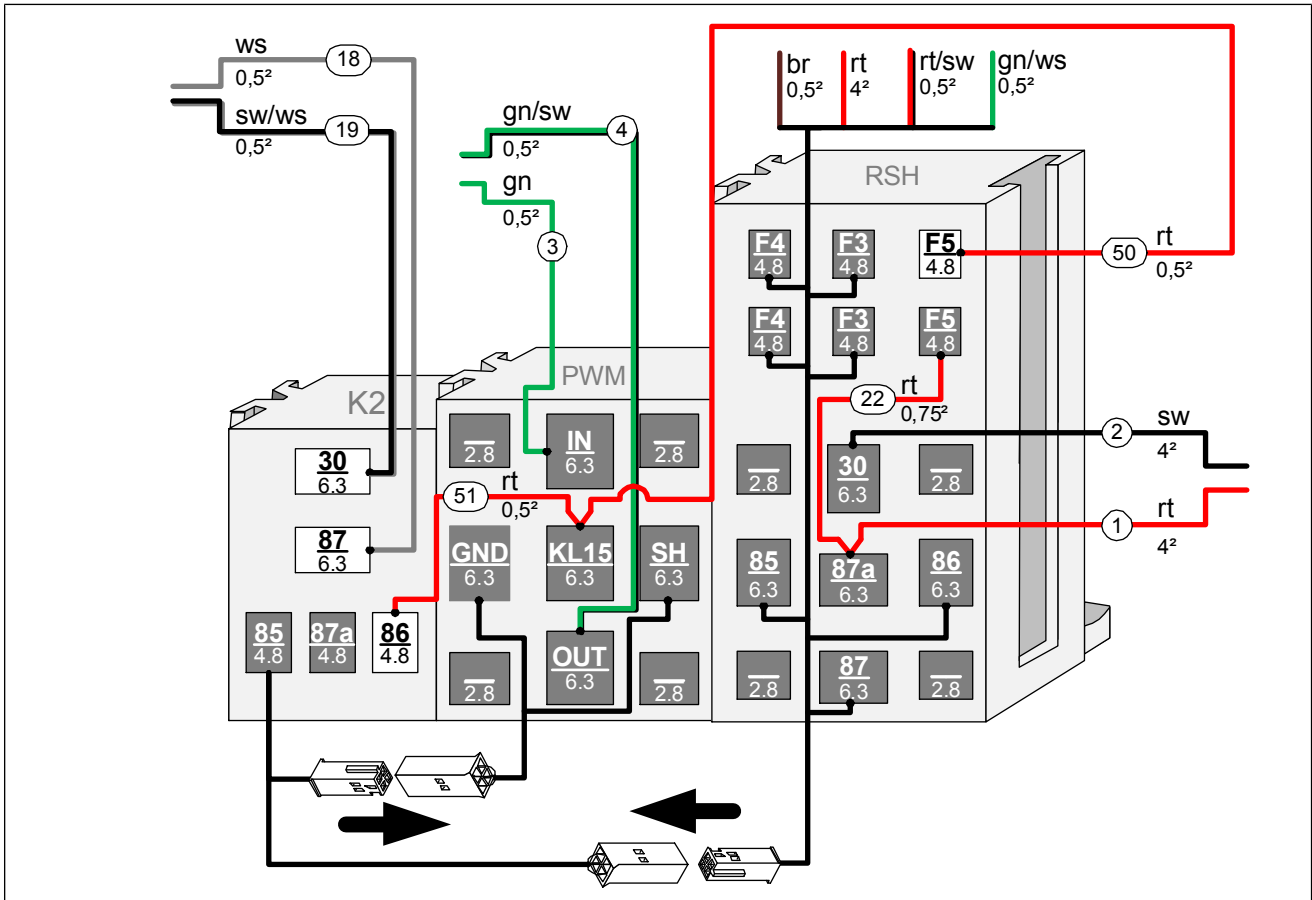 ws
18
0,5²
sw/ws
19
0,5²
gn/sw
4
0,5²
gn
0,5²
3
br
0,5²
rt
4²
rt/sw
0,5²
gn/ws
0,5²
RSH
F4
4.8
F3
4.8
F5
4.8
50
rt
0,5²
F4
4.8
F3
4.8
F5
4.8
22
rt
0,75²
2
sw
4²
2.8
30
6.3
2.8
1
rt
4²
85
6.3
87a
6.3
86
6.3
2.8
87
6.3
2.8
PWM
2.8
IN
6.3
2.8
51
rt
0,5²
GND
6.3
KL15
6.3
SH
6.3
2.8
OUT
6.3
2.8
K2
30
6.3
87
6.3
85
4.8
87a
4.8
86
4.8